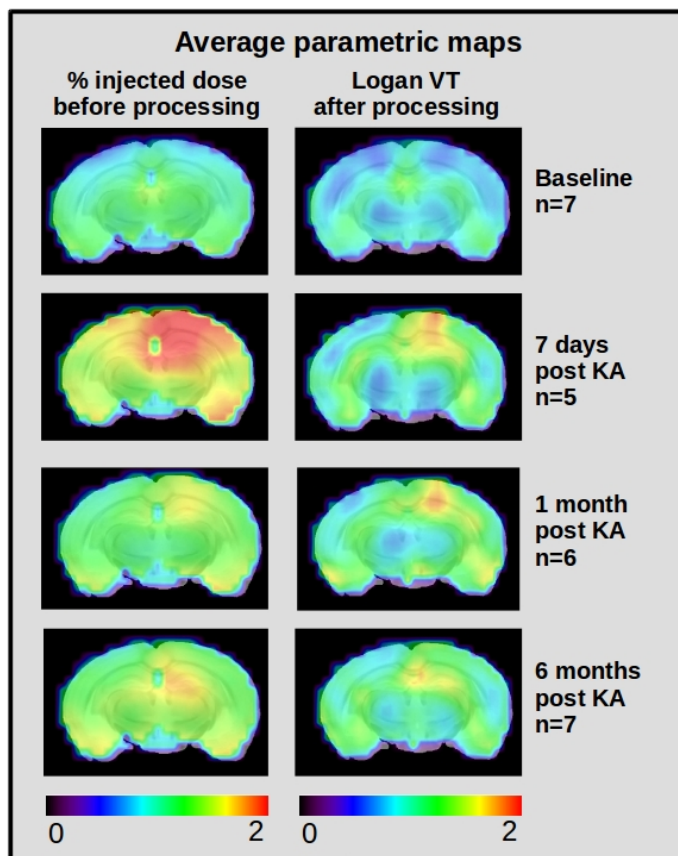 Average parametric maps
% injected dose
before processing
Logan VT
after processing
Baseline
n=7
7 days
post KA
n=5
1 month
post KA
n=6
6 months
post KA
n=7
0
2
0
2